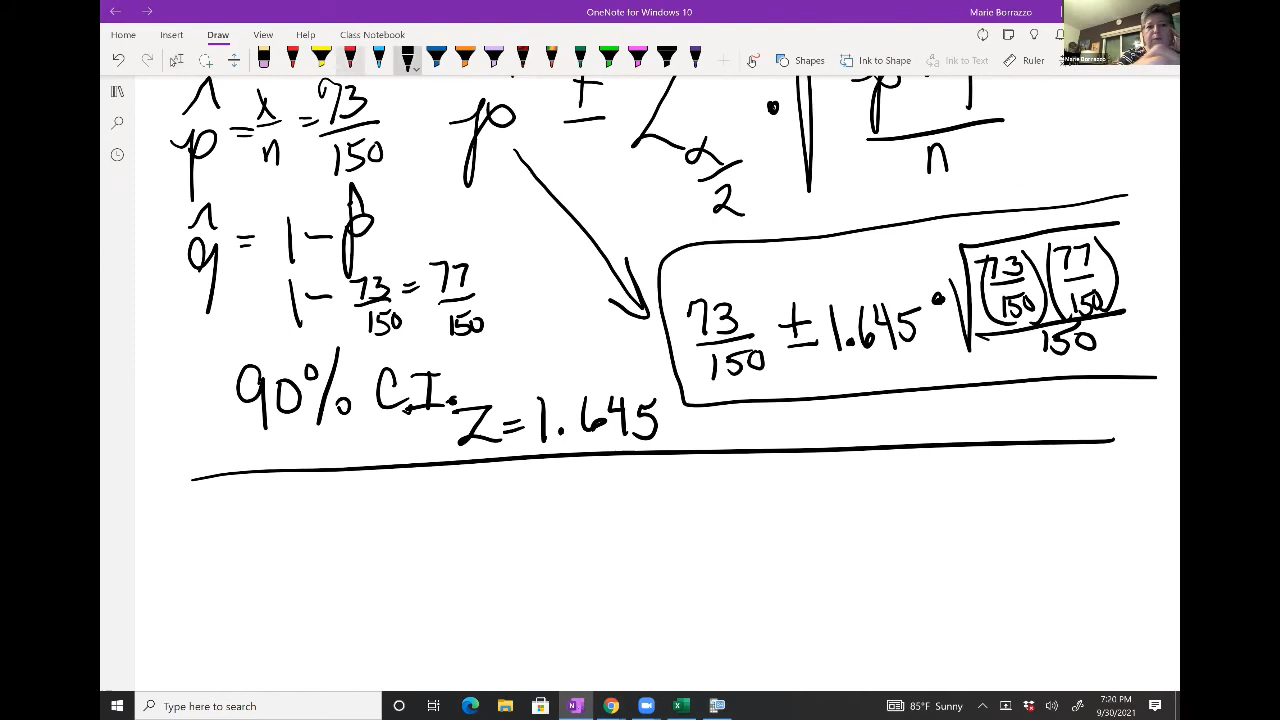 OneNote for Windows 10
Marie Borrazzo
Marie Borrazzo
Home Insert Draw View Help Class Notebook
Shapes Ink to Shape Ink to Text Ruler
p̂ = x/n = 73/150
p ± Z α/2 · √ p q / n
q̂ = 1 - p
1 - 73/150 = 77/150
73/150 ± 1.645 · √ (73/150)(77/150) / 150
90% C.I. Z = 1.645
Type here to search
85°F Sunny
7:20 PM
9/30/2021